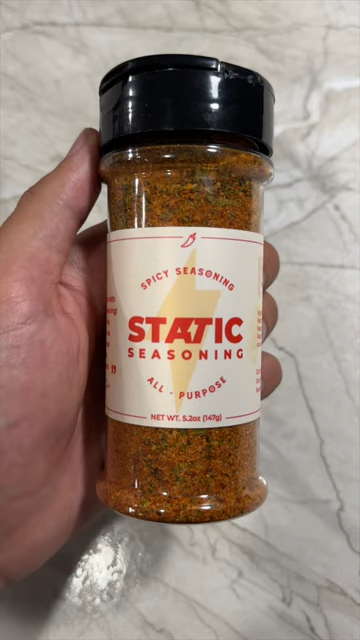 SPICY SEASONING
STATIC
SEASONING
ALL - PURPOSE
NET WT. 5.2oz (147g)